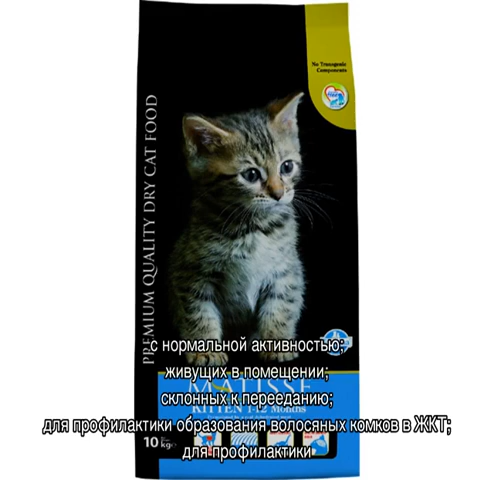 No Transgenic
Components
PREMIUM QUALITY DRY CAT FOOD
с нормальной активностью;
живущих в помещении;
MATISSE
склонных к перееданию;
KITTEN 1-12 Months
для профилактики образования волосяных комков в ЖКТ;
10 kg
для профилактики